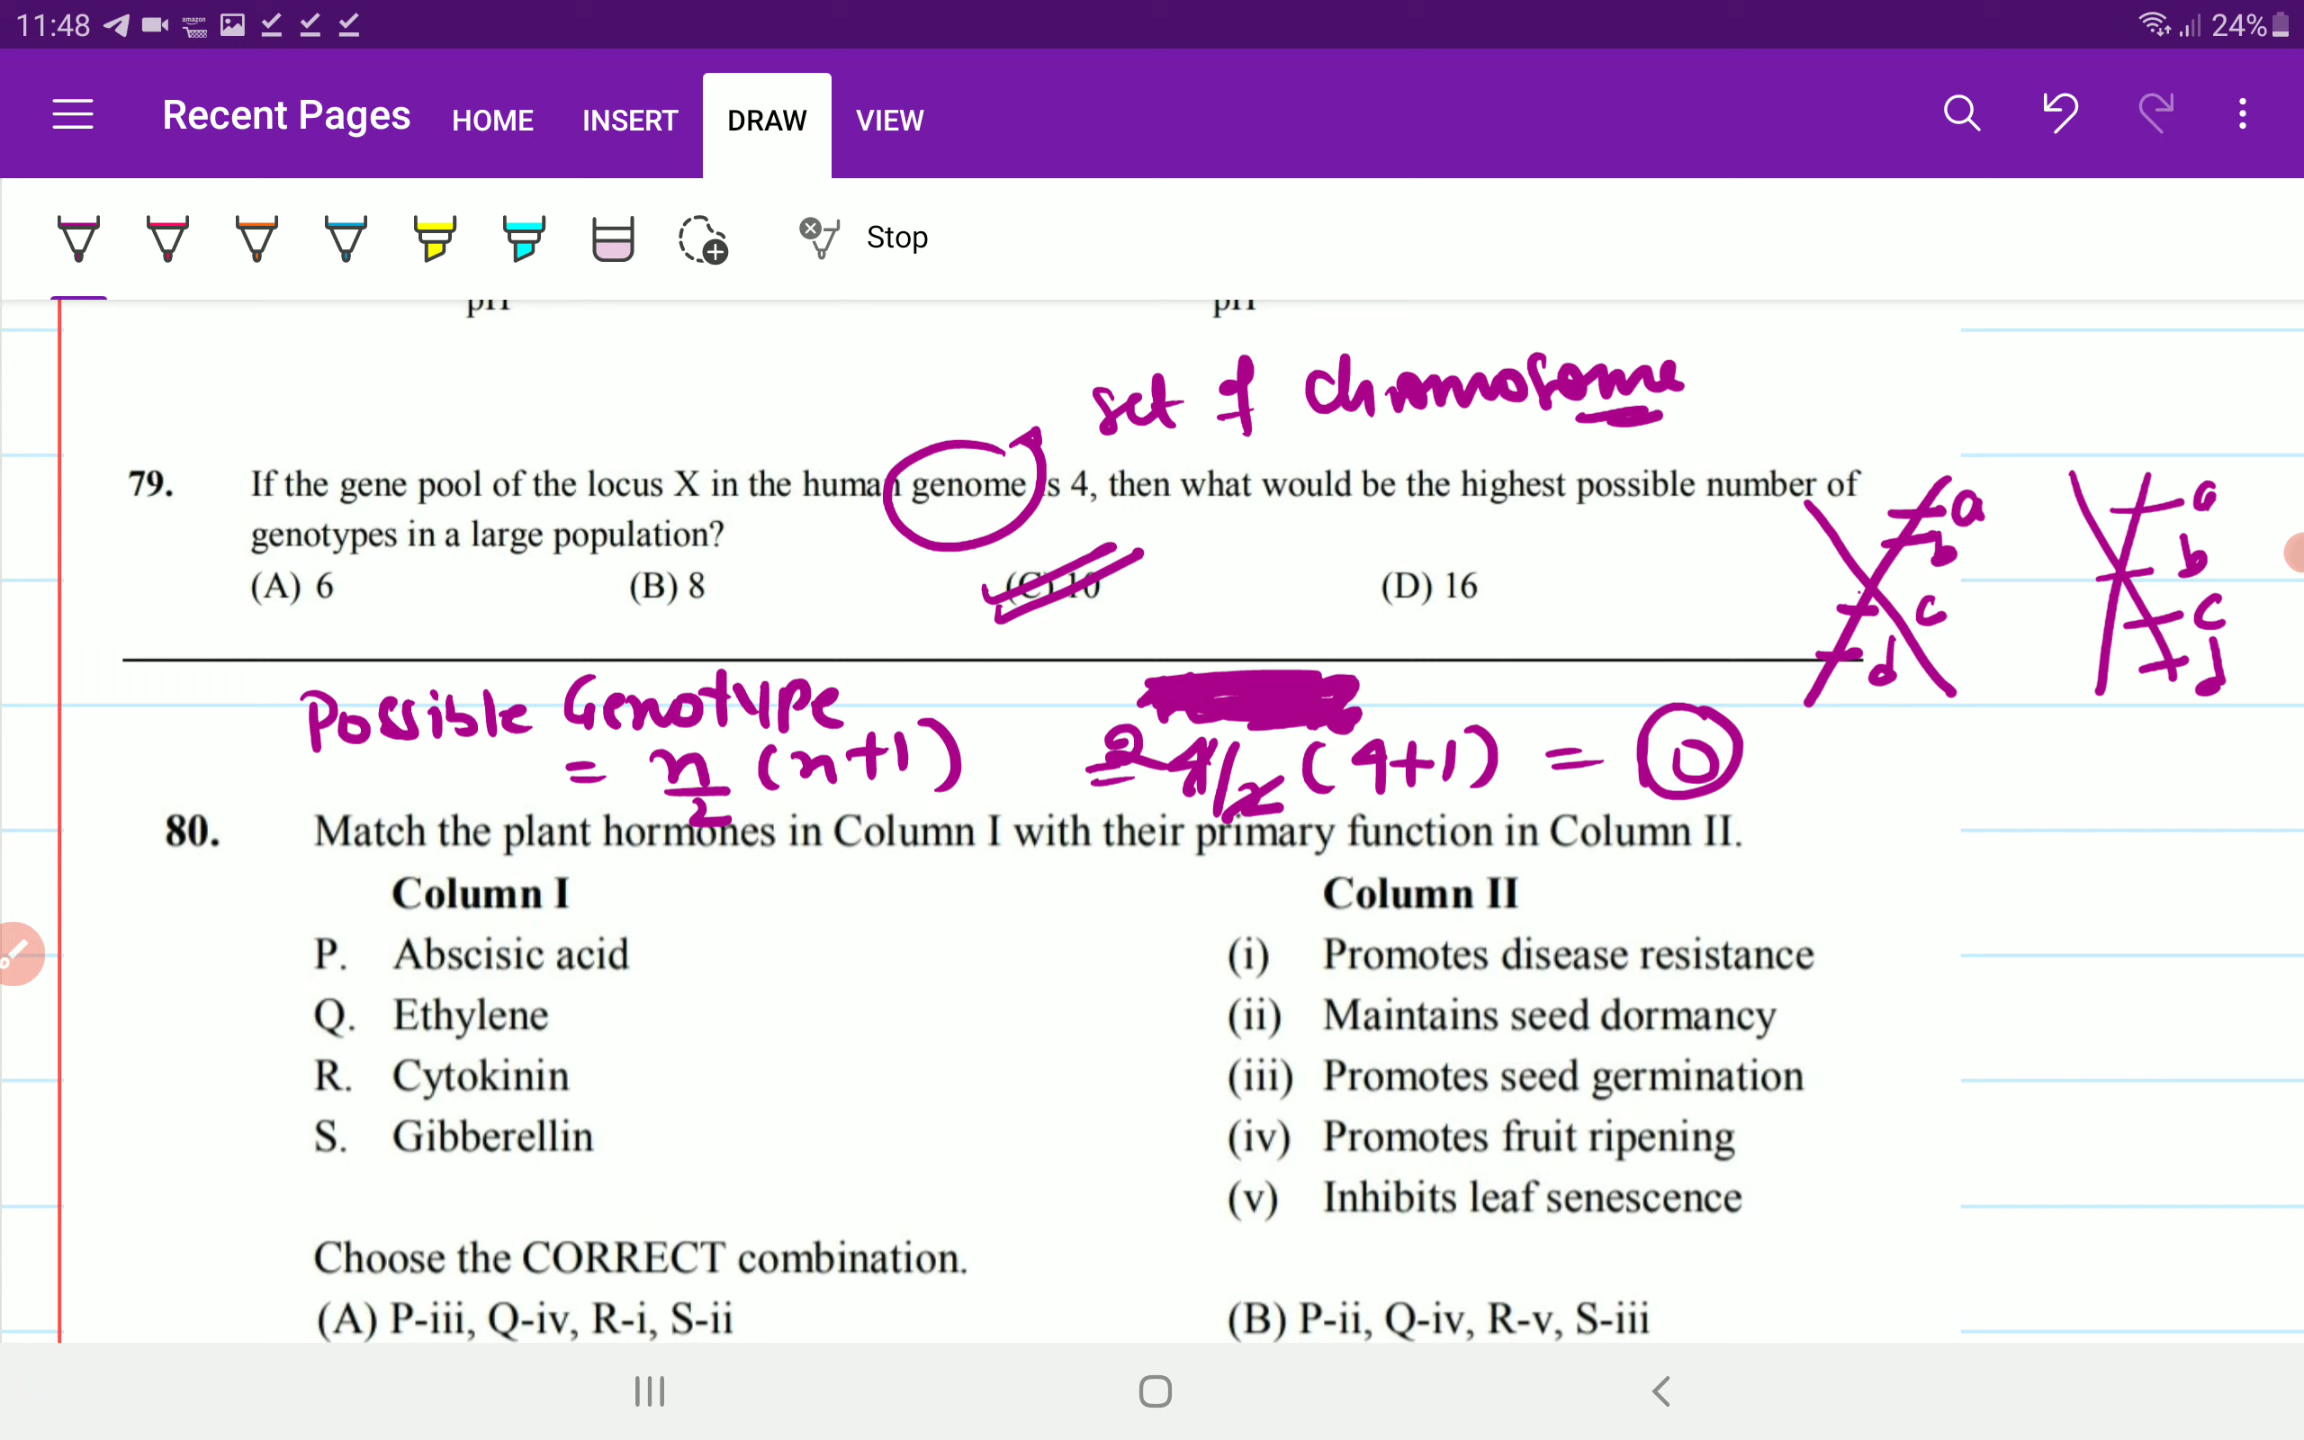 11:48 amazon 24%
Recent Pages HOME INSERT DRAW VIEW
Stop
pH pH
set of chromosome
79. If the gene pool of the locus X in the human genome is 4, then what would be the highest possible number of
genotypes in a large population?
(A) 6 (B) 8 (C) 10 (D) 16
a
b
c
d
a
b
c
d
Possible Genotype
= n/2 (n+1) = 2 4/2 (4+1) = 10
80. Match the plant hormones in Column I with their primary function in Column II.
Column I Column II
P. Abscisic acid (i) Promotes disease resistance
Q. Ethylene (ii) Maintains seed dormancy
R. Cytokinin (iii) Promotes seed germination
S. Gibberellin (iv) Promotes fruit ripening
(v) Inhibits leaf senescence
Choose the CORRECT combination.
(A) P-iii, Q-iv, R-i, S-ii (B) P-ii, Q-iv, R-v, S-iii